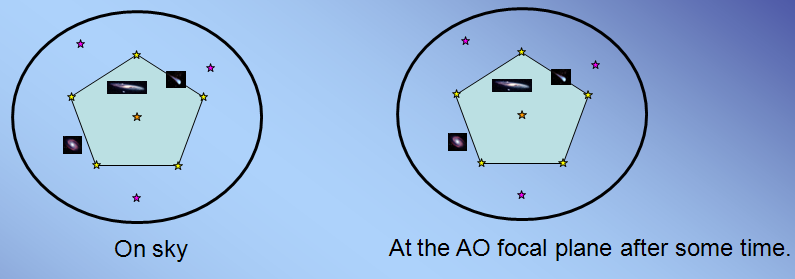 On sky
At the AO focal plane after some time.